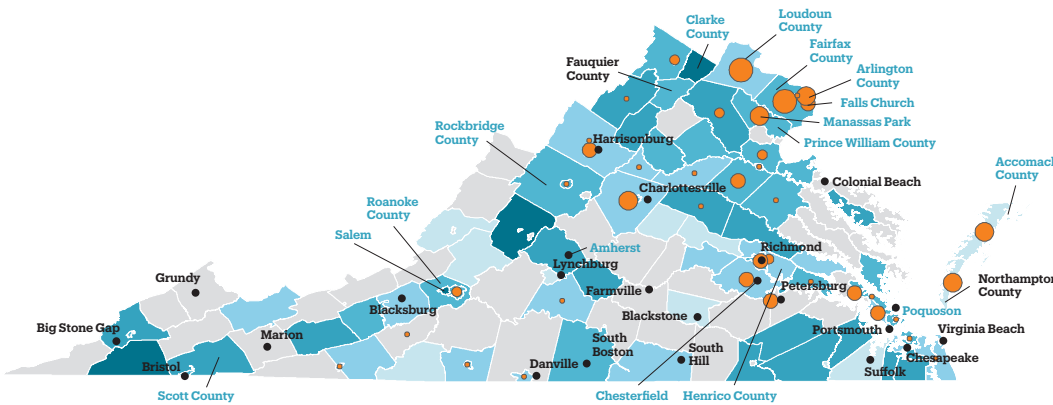 Loudoun
County
Clarke
County
Fairfax
County
Fauquier
County
Arlington
County
Falls Church
Manassas Park
Prince William County
Harrisonburg
Rockbridge
County
Accomack
County
Colonial Beach
Charlottesville
Roanoke
County
Salem
Amherst
Richmond
Lynchburg
Grundy
Farmville
Petersburg
Northampton
County
Blacksburg
Blackstone
Poquoson
Big Stone Gap
Marion
Portsmouth
Virginia Beach
South
Boston
South
Hill
Chesapeake
Bristol
Danville
Suffolk
Scott County
Chesterfield
Henrico County